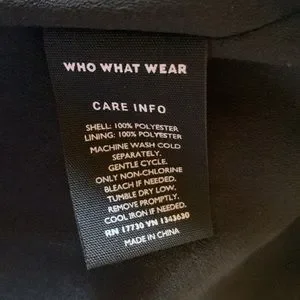 WHO WHAT WEAR
CARE INFO
SHELL: 100% POLYESTER
LINING: 100% POLYESTER
MACHINE WASH COLD
SEPARATELY.
GENTLE CYCLE.
ONLY NON-CHLORINE
BLEACH IF NEEDED.
TUMBLE DRY LOW.
REMOVE PROMPTLY.
COOL IRON IF NEEDED.
RN 17730 VN 1343630
MADE IN CHINA